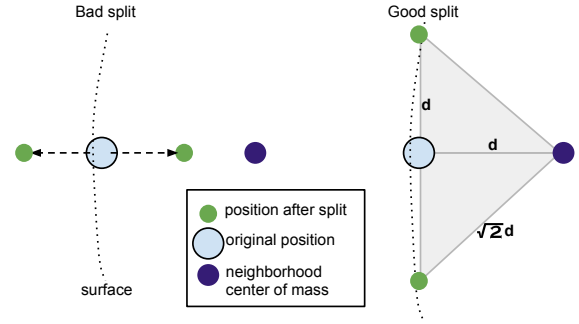 Bad split
Good split
d
d
√2d
position after split
original position
neighborhood
center of mass
surface